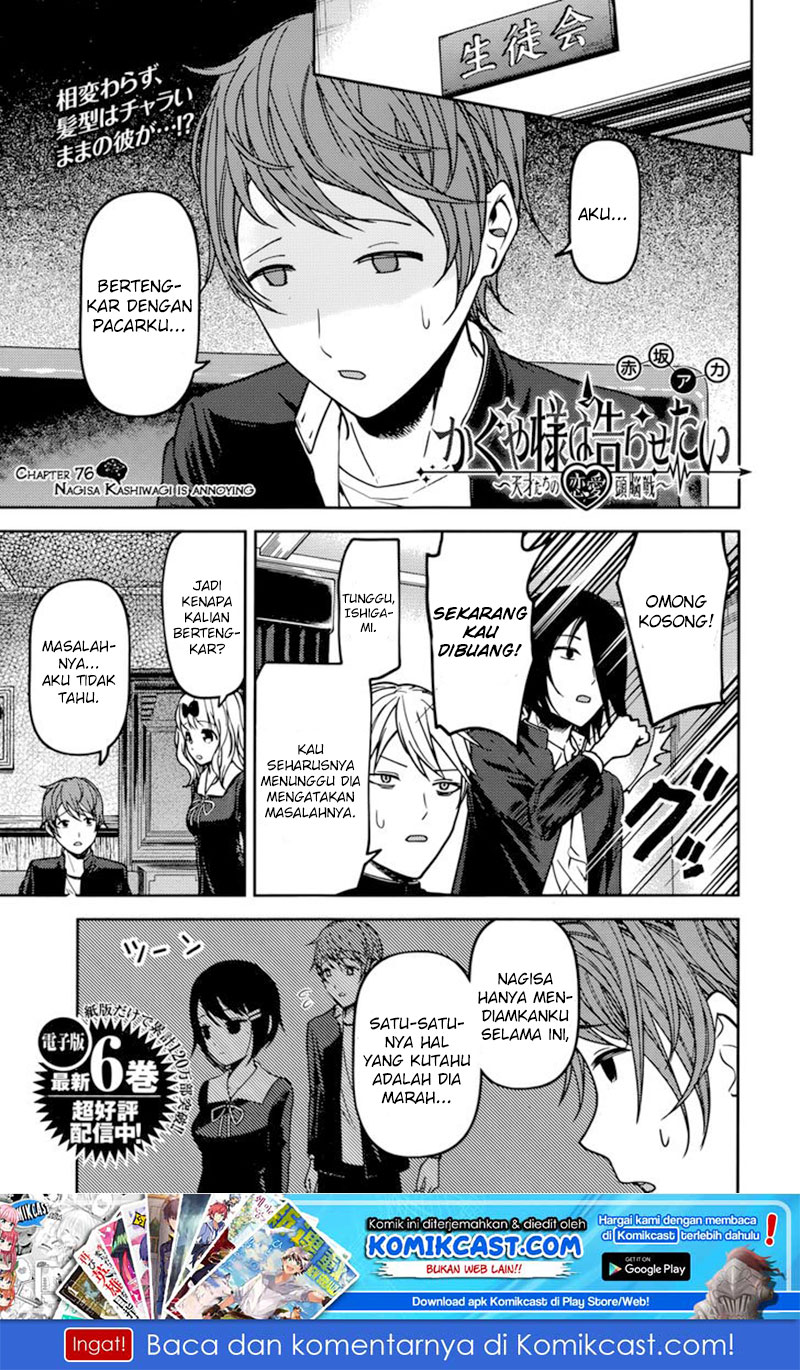 生徒会
相変わらず、
髪型はチャラい
ままの彼が…!?
AKU...
BERTENG-
KAR DENGAN
PACARKU...
赤坂アカ
かぐや様は告らせたい
〜天才たちの恋愛頭脳戦〜
CHAPTER 76
NAGISA KASHIWAGI IS ANNOYING
OMONG
KOSONG!
SEKARANG
KAU
DIBUANG!
TUNGGU,
ISHIGA-
MI.
KAU
SEHARUSNYA
MENUNGGU DIA
MENGATAKAN
MASALAHNYA.
グッ
JADI
KENAPA
KALIAN
BERTENG-
KAR?
MASALAH-
NYA...
AKU TIDAK
TAHU.
NAGISA
HANYA MEN-
DIAMKANKU
SELAMA INI,
SATU-SATU-
NYA HAL
YANG KUTAHU
ADALAH DIA
MARAH...
ツーン
電子版
最新6巻
超好評
配信中!
Komik ini diterjemahkan & diedit oleh
KOMIKCAST.COM
BUKAN WEB LAIN!!
Hargai kami dengan membaca
di Komikcast terlebih dahulu
!
GET IT ON
Google Play
Download apk Komikcast di Play Store/Web!
Ingat! Baca dan komentarnya di Komikcast.com!